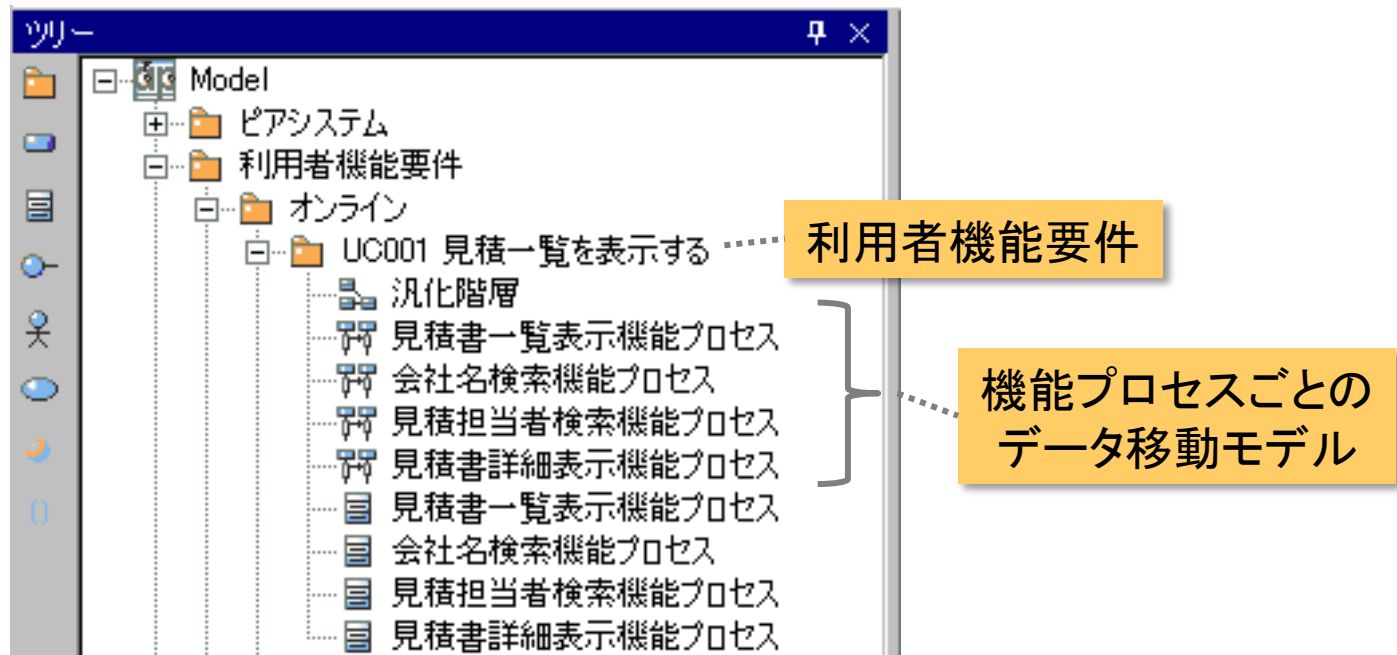 ツリー
Model
ピアシステム
利用者機能要件
オンライン
UC001 見積一覧を表示する
利用者機能要件
汎化階層
見積書一覧表示機能プロセス
会社名検索機能プロセス
見積担当者検索機能プロセス
見積書詳細表示機能プロセス
機能プロセスごとの
データ移動モデル
見積書一覧表示機能プロセス
会社名検索機能プロセス
見積担当者検索機能プロセス
見積書詳細表示機能プロセス